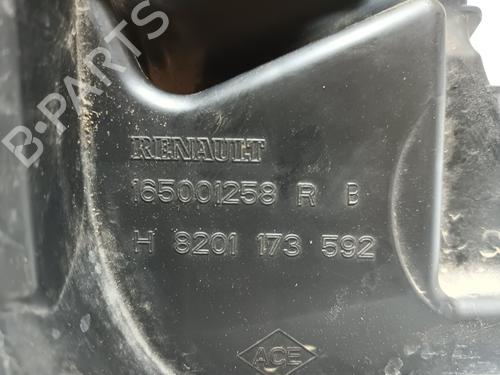 B-PARTS
RENAULT
165001258 R B
H 8201 173 592
ACE